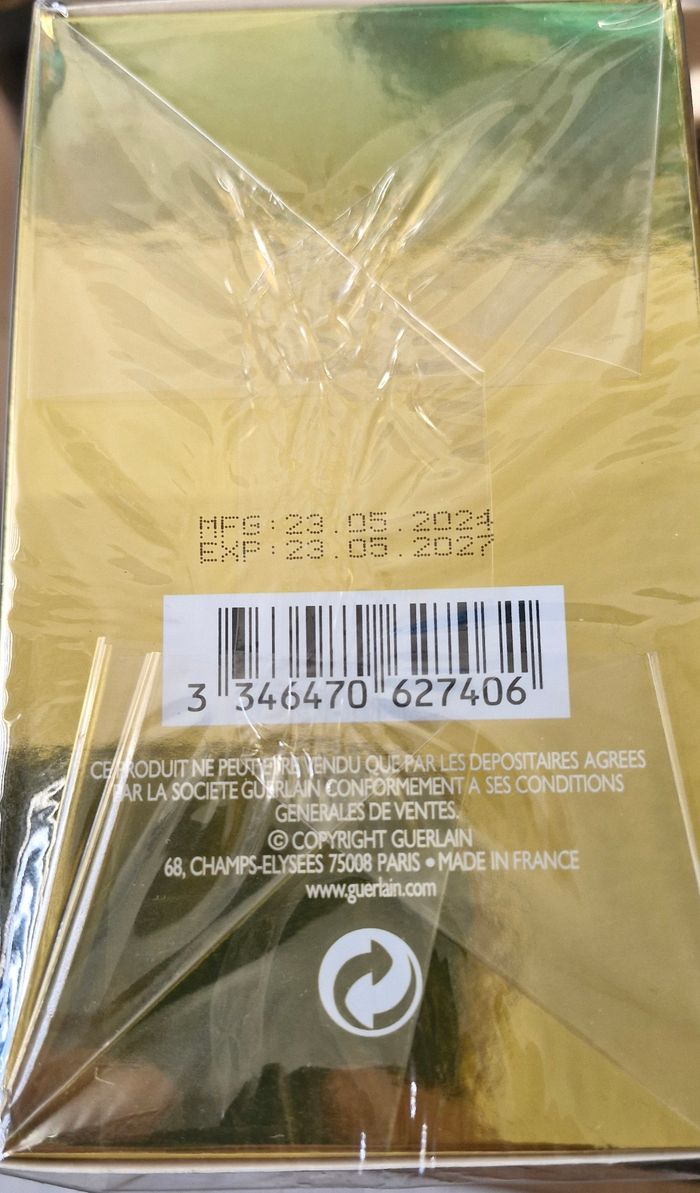 MFG:23.05.2024
EXP:23.05.2027
3 346470 627406
CE PRODUIT NE PEUT ETRE VENDU QUE PAR LES DEPOSITAIRES AGREES
PAR LA SOCIETE GUERLAIN CONFORMEMENT A SES CONDITIONS
GENERALES DE VENTES.
© COPYRIGHT GUERLAIN
68, CHAMPS-ELYSEES 75008 PARIS • MADE IN FRANCE
www.guerlain.com